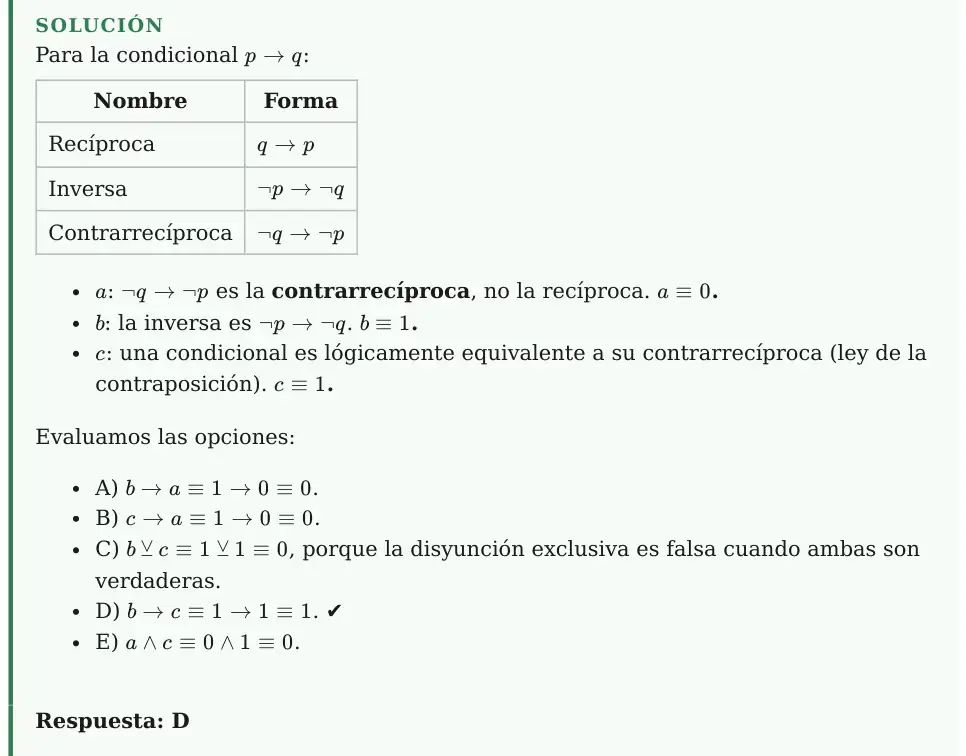 SOLUCIÓN
Para la condicional p → q:
Nombre Forma
Recíproca q → p
Inversa ¬p → ¬q
Contrarrecíproca ¬q → ¬p
• a: ¬q → ¬p es la contrarrecíproca, no la recíproca. a ≡ 0.
• b: la inversa es ¬p → ¬q. b ≡ 1.
• c: una condicional es lógicamente equivalente a su contrarrecíproca (ley de la
contraposición). c ≡ 1.
Evaluamos las opciones:
• A) b → a ≡ 1 → 0 ≡ 0.
• B) c → a ≡ 1 → 0 ≡ 0.
• C) b ⊻ c ≡ 1 ⊻ 1 ≡ 0, porque la disyunción exclusiva es falsa cuando ambas son
verdaderas.
• D) b → c ≡ 1 → 1 ≡ 1. ✔
• E) a ∧ c ≡ 0 ∧ 1 ≡ 0.
Respuesta: D